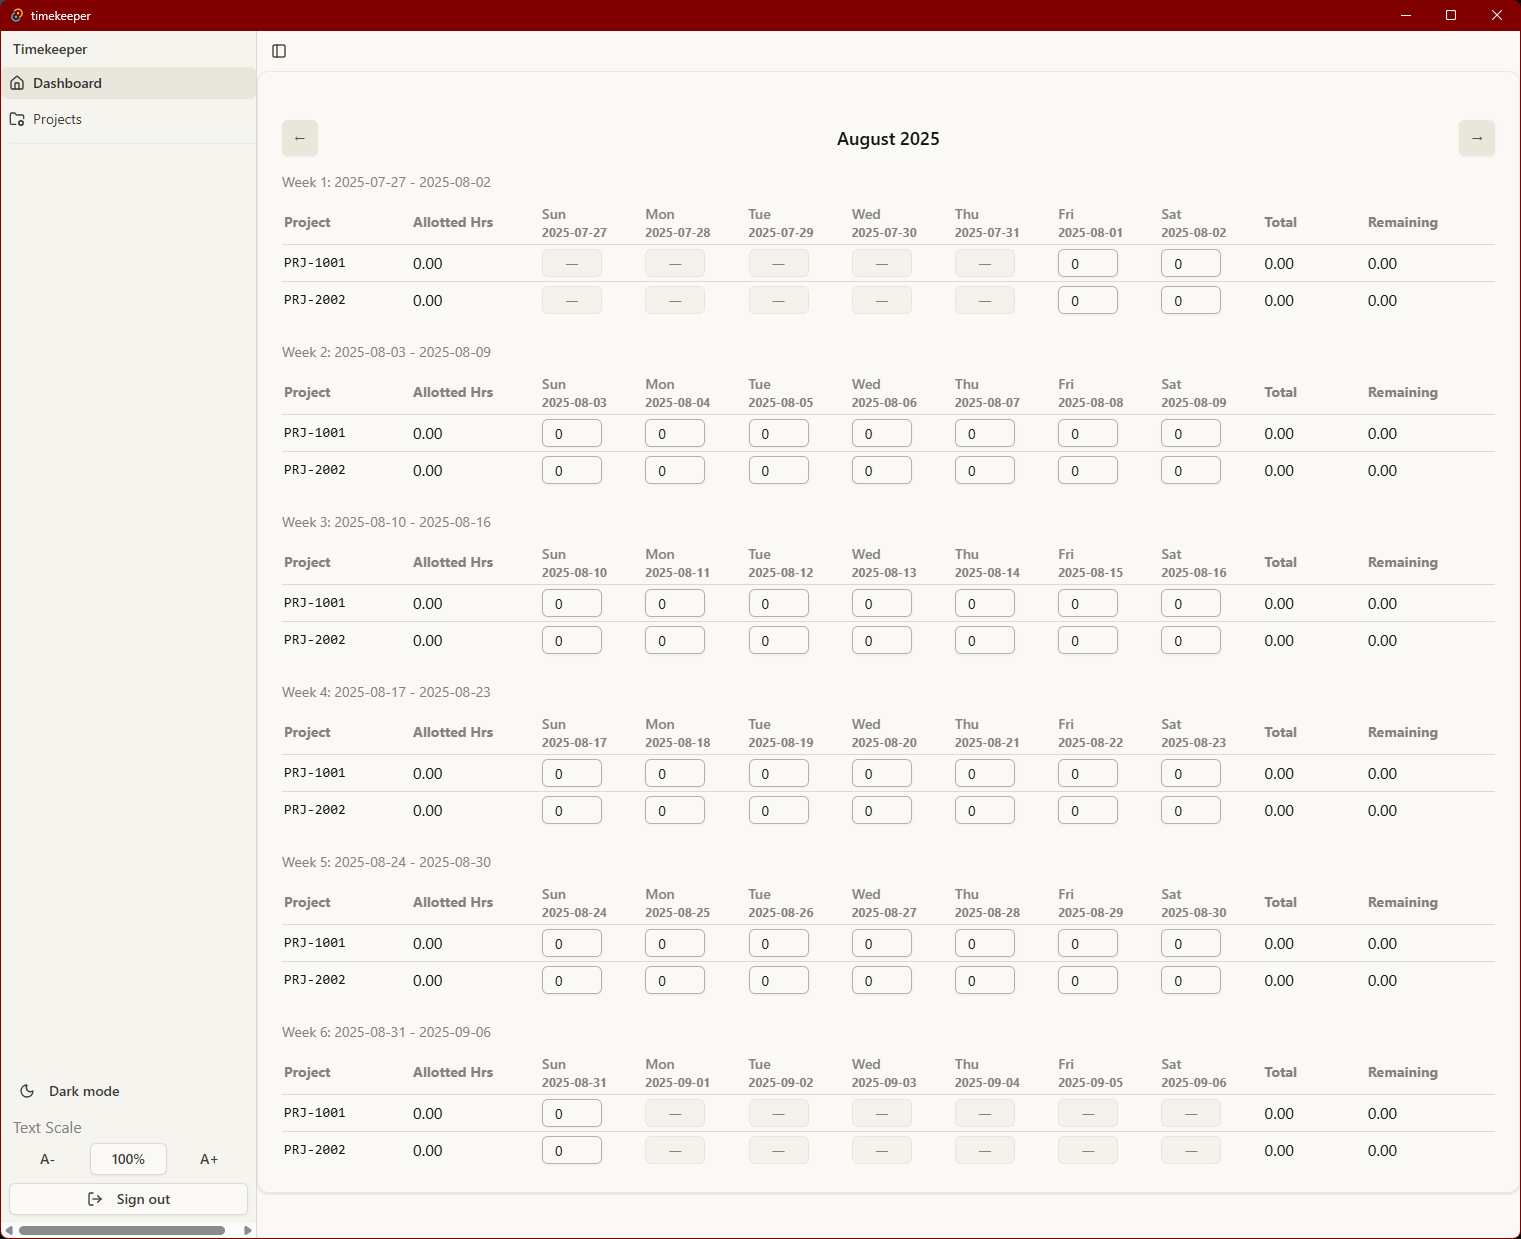 timekeeper
Timekeeper
Dashboard
Projects
← August 2025 →
Week 1: 2025-07-27 - 2025-08-02
Project Allotted Hrs Sun 2025-07-27 Mon 2025-07-28 Tue 2025-07-29 Wed 2025-07-30 Thu 2025-07-31 Fri 2025-08-01 Sat 2025-08-02 Total Remaining
PRJ-1001 0.00 — — — — — 0 0 0.00 0.00
PRJ-2002 0.00 — — — — — 0 0 0.00 0.00
Week 2: 2025-08-03 - 2025-08-09
Project Allotted Hrs Sun 2025-08-03 Mon 2025-08-04 Tue 2025-08-05 Wed 2025-08-06 Thu 2025-08-07 Fri 2025-08-08 Sat 2025-08-09 Total Remaining
PRJ-1001 0.00 0 0 0 0 0 0 0 0.00 0.00
PRJ-2002 0.00 0 0 0 0 0 0 0 0.00 0.00
Week 3: 2025-08-10 - 2025-08-16
Project Allotted Hrs Sun 2025-08-10 Mon 2025-08-11 Tue 2025-08-12 Wed 2025-08-13 Thu 2025-08-14 Fri 2025-08-15 Sat 2025-08-16 Total Remaining
PRJ-1001 0.00 0 0 0 0 0 0 0 0.00 0.00
PRJ-2002 0.00 0 0 0 0 0 0 0 0.00 0.00
Week 4: 2025-08-17 - 2025-08-23
Project Allotted Hrs Sun 2025-08-17 Mon 2025-08-18 Tue 2025-08-19 Wed 2025-08-20 Thu 2025-08-21 Fri 2025-08-22 Sat 2025-08-23 Total Remaining
PRJ-1001 0.00 0 0 0 0 0 0 0 0.00 0.00
PRJ-2002 0.00 0 0 0 0 0 0 0 0.00 0.00
Week 5: 2025-08-24 - 2025-08-30
Project Allotted Hrs Sun 2025-08-24 Mon 2025-08-25 Tue 2025-08-26 Wed 2025-08-27 Thu 2025-08-28 Fri 2025-08-29 Sat 2025-08-30 Total Remaining
PRJ-1001 0.00 0 0 0 0 0 0 0 0.00 0.00
PRJ-2002 0.00 0 0 0 0 0 0 0 0.00 0.00
Week 6: 2025-08-31 - 2025-09-06
Project Allotted Hrs Sun 2025-08-31 Mon 2025-09-01 Tue 2025-09-02 Wed 2025-09-03 Thu 2025-09-04 Fri 2025-09-05 Sat 2025-09-06 Total Remaining
PRJ-1001 0.00 0 — — — — — — 0.00 0.00
PRJ-2002 0.00 0 — — — — — — 0.00 0.00
Dark mode
Text Scale
A- 100% A+
Sign out